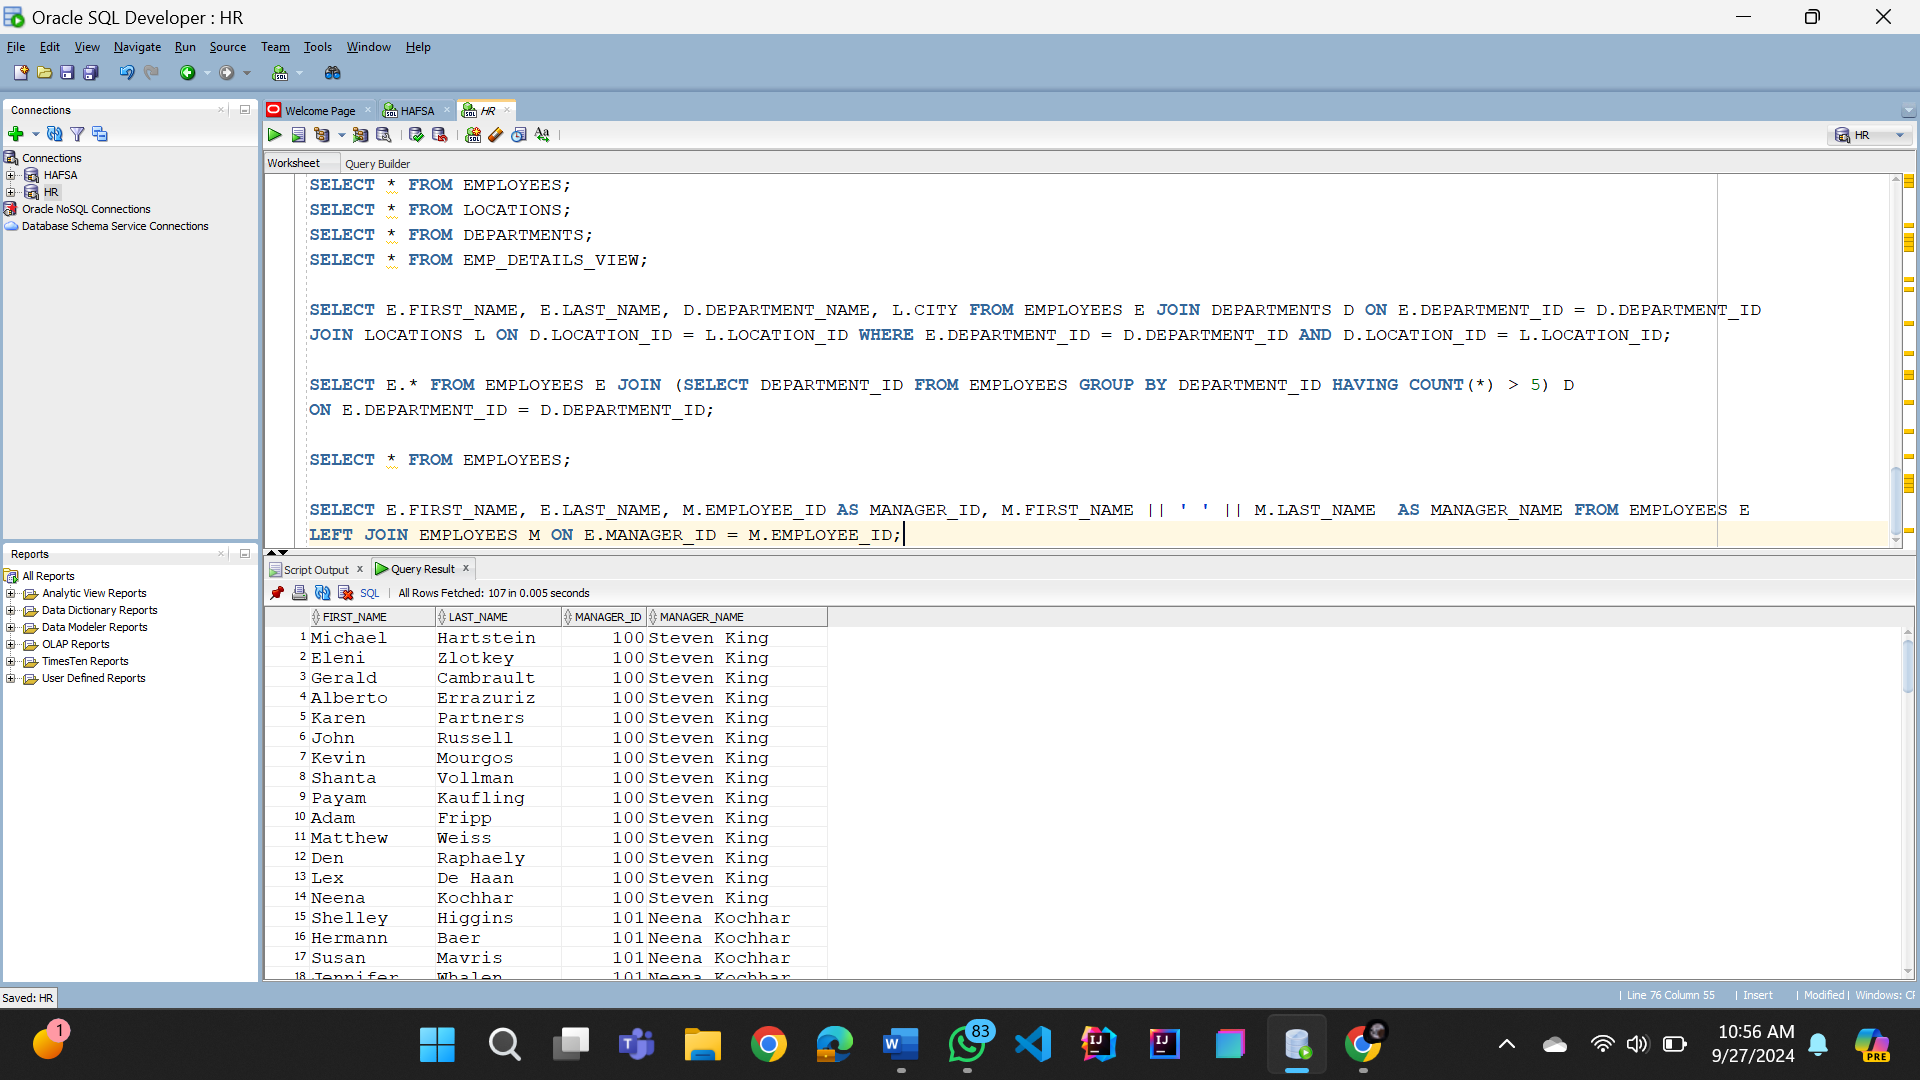 Oracle SQL Developer : HR
File Edit View Navigate Run Source Team Tools Window Help
Connections
Connections
HAFSA
HR
Oracle NoSQL Connections
Database Schema Service Connections
Reports
All Reports
Analytic View Reports
Data Dictionary Reports
Data Modeler Reports
OLAP Reports
TimesTen Reports
User Defined Reports
Welcome Page HAFSA HR
Aa HR
Worksheet Query Builder
SELECT * FROM EMPLOYEES;
SELECT * FROM LOCATIONS;
SELECT * FROM DEPARTMENTS;
SELECT * FROM EMP_DETAILS_VIEW;
SELECT E.FIRST_NAME, E.LAST_NAME, D.DEPARTMENT_NAME, L.CITY FROM EMPLOYEES E JOIN DEPARTMENTS D ON E.DEPARTMENT_ID = D.DEPARTMENT_ID
JOIN LOCATIONS L ON D.LOCATION_ID = L.LOCATION_ID WHERE E.DEPARTMENT_ID = D.DEPARTMENT_ID AND D.LOCATION_ID = L.LOCATION_ID;
SELECT E.* FROM EMPLOYEES E JOIN (SELECT DEPARTMENT_ID FROM EMPLOYEES GROUP BY DEPARTMENT_ID HAVING COUNT(*) > 5) D
ON E.DEPARTMENT_ID = D.DEPARTMENT_ID;
SELECT * FROM EMPLOYEES;
SELECT E.FIRST_NAME, E.LAST_NAME, M.EMPLOYEE_ID AS MANAGER_ID, M.FIRST_NAME || ' ' || M.LAST_NAME  AS MANAGER_NAME FROM EMPLOYEES E
LEFT JOIN EMPLOYEES M ON E.MANAGER_ID = M.EMPLOYEE_ID;
Script Output Query Result
SQL | All Rows Fetched: 107 in 0.005 seconds
FIRST_NAME LAST_NAME MANAGER_ID MANAGER_NAME
1 Michael Hartstein 100 Steven King
2 Eleni Zlotkey 100 Steven King
3 Gerald Cambrault 100 Steven King
4 Alberto Errazuriz 100 Steven King
5 Karen Partners 100 Steven King
6 John Russell 100 Steven King
7 Kevin Mourgos 100 Steven King
8 Shanta Vollman 100 Steven King
9 Payam Kaufling 100 Steven King
10 Adam Fripp 100 Steven King
11 Matthew Weiss 100 Steven King
12 Den Raphaely 100 Steven King
13 Lex De Haan 100 Steven King
14 Neena Kochhar 100 Steven King
15 Shelley Higgins 101 Neena Kochhar
16 Hermann Baer 101 Neena Kochhar
17 Susan Mavris 101 Neena Kochhar
18 Jennifer Whalen 101 Neena Kochhar
Saved: HR
| Line 76 Column 55 | Insert | Modified | Windows: CF
1
83
10:56 AM
9/27/2024
PRE